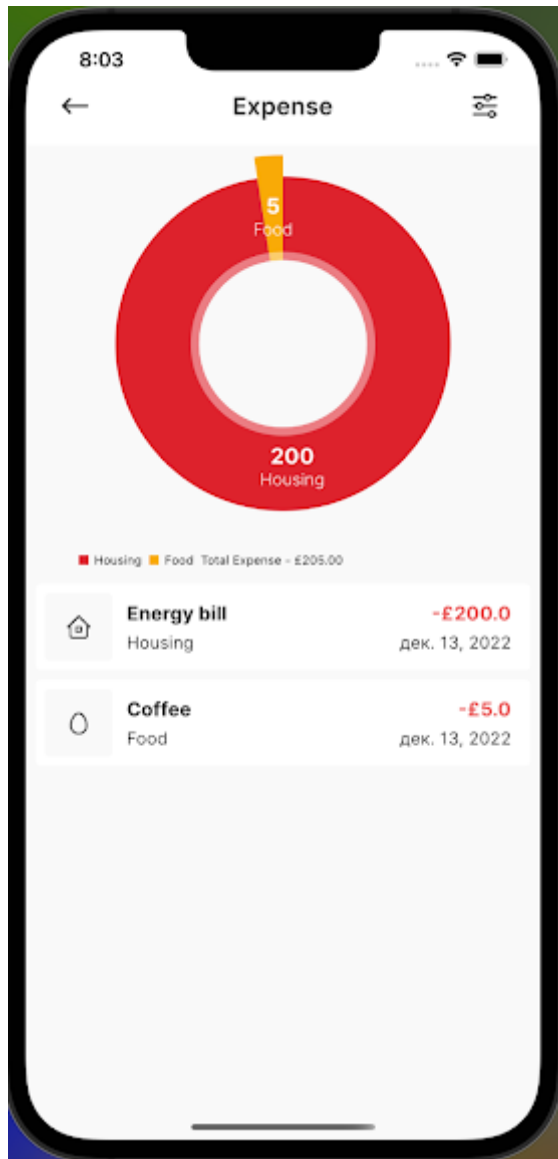 8:03
Expense
5
Food
200
Housing
Housing Food Total Expense - £205.00
Energy bill -£200.0
Housing дек. 13, 2022
Coffee -£5.0
Food дек. 13, 2022